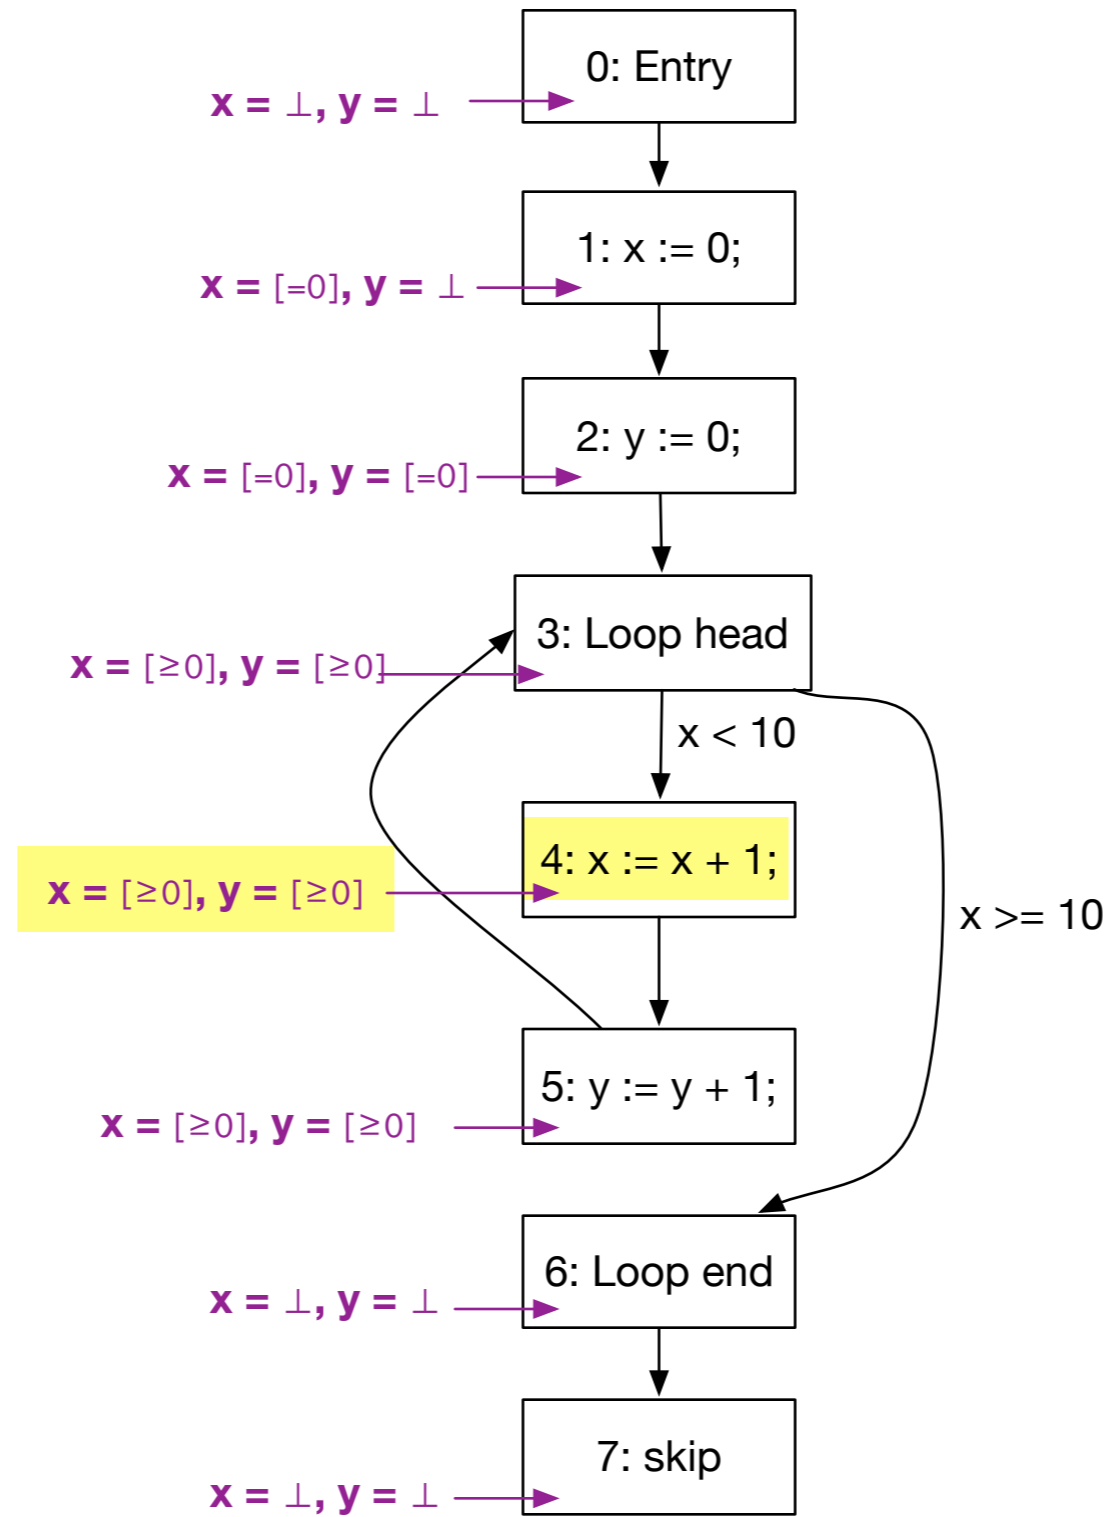 0: Entry
x = ⊥, y = ⊥
1: x := 0;
x = [=0], y = ⊥
2: y := 0;
x = [=0], y = [=0]
3: Loop head
x = [≥0], y = [≥0]
x < 10
4: x := x + 1;
x = [≥0], y = [≥0]
x >= 10
5: y := y + 1;
x = [≥0], y = [≥0]
6: Loop end
x = ⊥, y = ⊥
7: skip
x = ⊥, y = ⊥